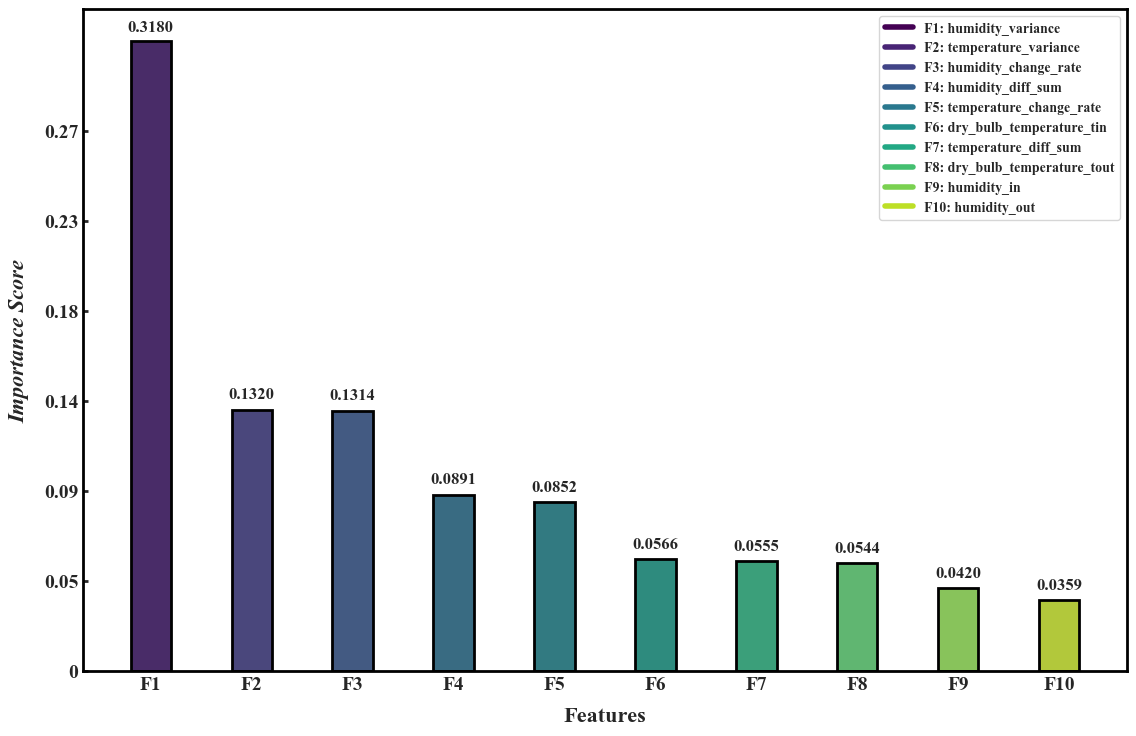 0.3180
F1: humidity_variance
F2: temperature_variance
F3: humidity_change_rate
F4: humidity_diff_sum
F5: temperature_change_rate
F6: dry_bulb_temperature_tin
F7: temperature_diff_sum
F8: dry_bulb_temperature_tout
F9: humidity_in
F10: humidity_out
0.27
0.23
0.18
0.14
0.09
0.05
0
Importance Score
0.1320
0.1314
0.0891
0.0852
0.0566
0.0555
0.0544
0.0420
0.0359
F1 F2 F3 F4 F5 F6 F7 F8 F9 F10
Features